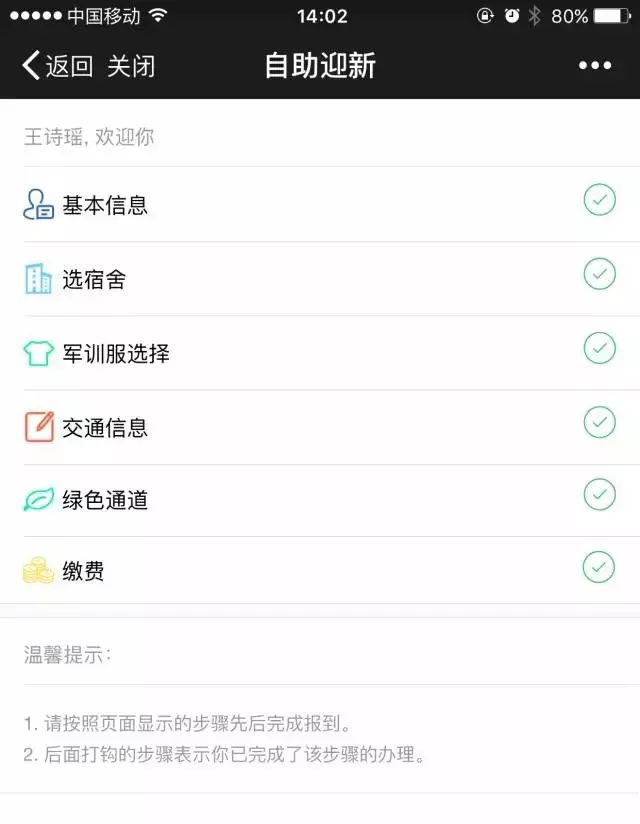 中国移动 14:02 80%
返回 关闭 自助迎新
王诗瑶, 欢迎你
基本信息
选宿舍
军训服选择
交通信息
绿色通道
缴费
温馨提示:
1. 请按照页面显示的步骤先后完成报到。
2. 后面打钩的步骤表示你已完成了该步骤的办理。